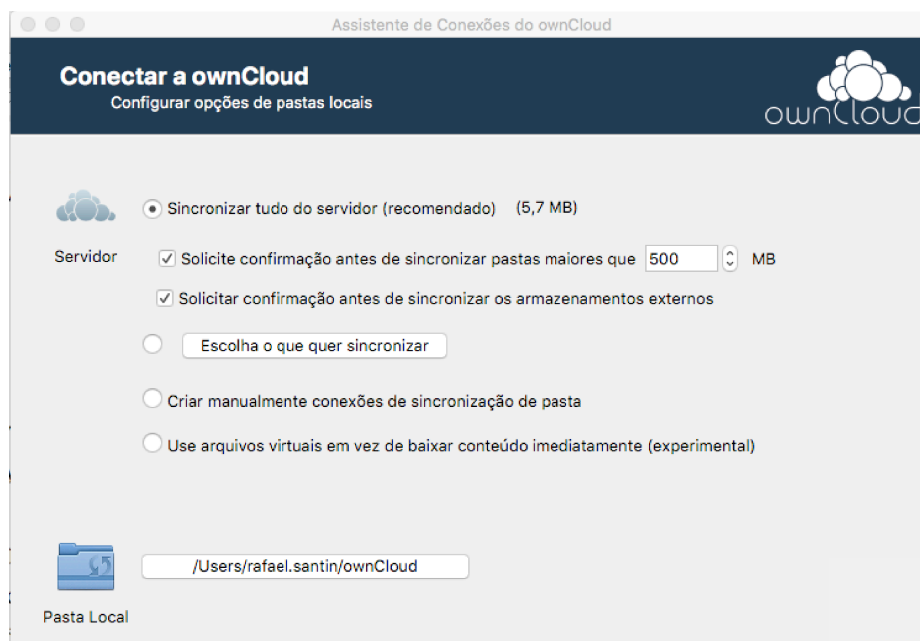 Assistente de Conexões do ownCloud
Conectar a ownCloud
Configurar opções de pastas locais
ownCloud
Sincronizar tudo do servidor (recomendado) (5,7 MB)
Servidor
Solicite confirmação antes de sincronizar pastas maiores que 500 MB
Solicitar confirmação antes de sincronizar os armazenamentos externos
Escolha o que quer sincronizar
Criar manualmente conexões de sincronização de pasta
Use arquivos virtuais em vez de baixar conteúdo imediatamente (experimental)
/Users/rafael.santin/ownCloud
Pasta Local